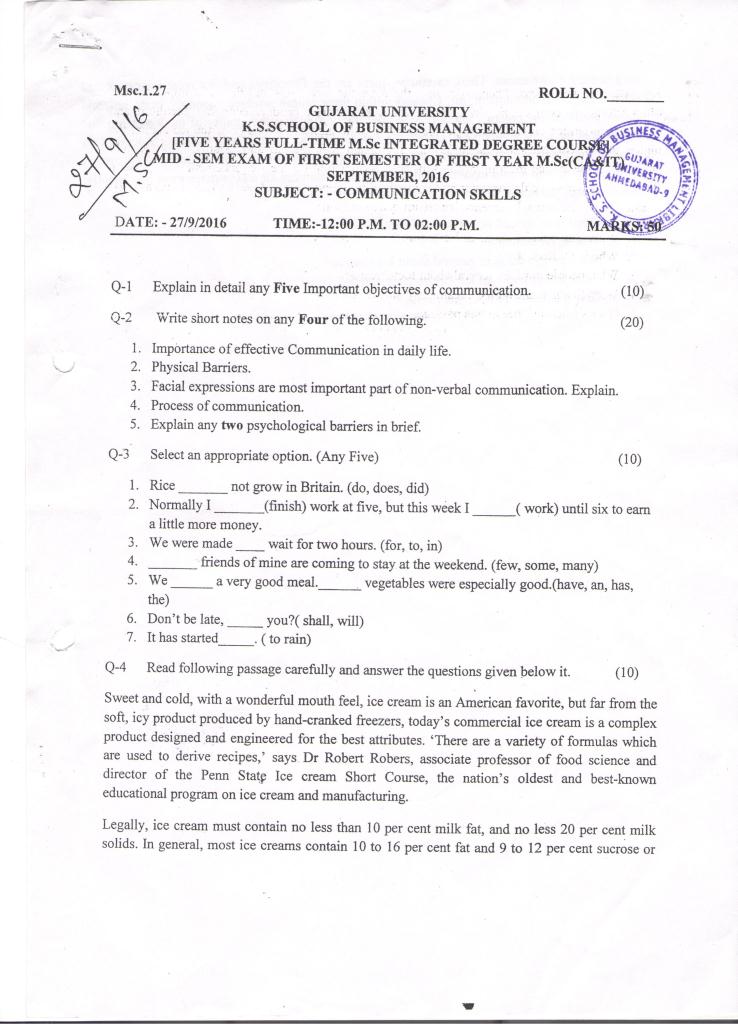 Msc.1.27
ROLL NO.________
27/9/16
M.SC
GUJARAT UNIVERSITY
K.S.SCHOOL OF BUSINESS MANAGEMENT
[FIVE YEARS FULL-TIME M.Sc INTEGRATED DEGREE COURSE]
MID - SEM EXAM OF FIRST SEMESTER OF FIRST YEAR M.Sc(CA&IT),
SEPTEMBER, 2016
SUBJECT: - COMMUNICATION SKILLS
K. S. SCHOOL OF BUSINESS MANAGEMENT LIBRARY
GUJARAT
UNIVERSITY
AHMEDABAD-9
DATE: - 27/9/2016 TIME:-12:00 P.M. TO 02:00 P.M. MARKS: 50
Q-1 Explain in detail any Five Important objectives of communication. (10)
Q-2 Write short notes on any Four of the following. (20)
1. Importance of effective Communication in daily life.
2. Physical Barriers.
3. Facial expressions are most important part of non-verbal communication. Explain.
4. Process of communication.
5. Explain any two psychological barriers in brief.
Q-3 Select an appropriate option. (Any Five) (10)
1. Rice _______ not grow in Britain. (do, does, did)
2. Normally I _______(finish) work at five, but this week I ______( work) until six to earn
a little more money.
3. We were made ____ wait for two hours. (for, to, in)
4. _______ friends of mine are coming to stay at the weekend. (few, some, many)
5. We ______ a very good meal.______ vegetables were especially good.(have, an, has,
the)
6. Don't be late, _____ you?( shall, will)
7. It has started_____. ( to rain)
Q-4 Read following passage carefully and answer the questions given below it. (10)
Sweet and cold, with a wonderful mouth feel, ice cream is an American favorite, but far from the
soft, icy product produced by hand-cranked freezers, today's commercial ice cream is a complex
product designed and engineered for the best attributes. 'There are a variety of formulas which
are used to derive recipes,' says Dr Robert Robers, associate professor of food science and
director of the Penn State Ice cream Short Course, the nation's oldest and best-known
educational program on ice cream and manufacturing.
Legally, ice cream must contain no less than 10 per cent milk fat, and no less 20 per cent milk
solids. In general, most ice creams contain 10 to 16 per cent fat and 9 to 12 per cent sucrose or